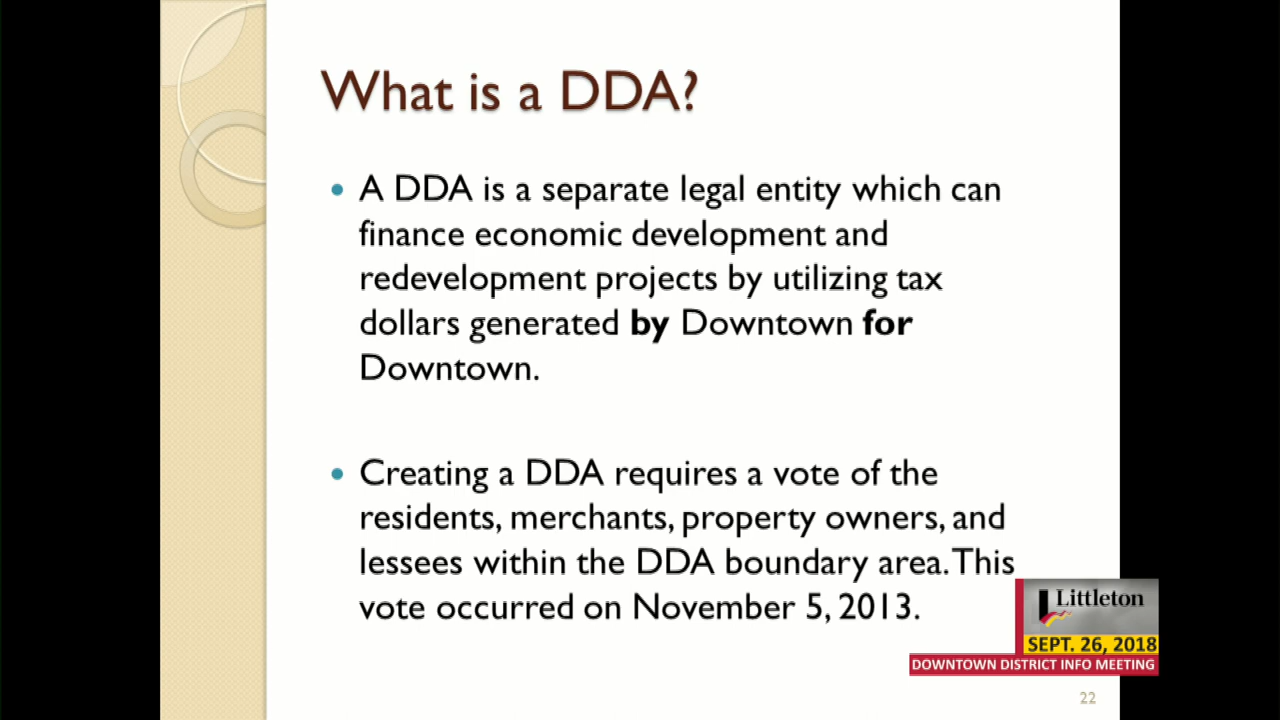 What is a DDA?
• A DDA is a separate legal entity which can
finance economic development and
redevelopment projects by utilizing tax
dollars generated by Downtown for
Downtown.
• Creating a DDA requires a vote of the
residents, merchants, property owners, and
lessees within the DDA boundary area. This
vote occurred on November 5, 2013.
Littleton
SEPT. 26, 2018
DOWNTOWN DISTRICT INFO MEETING
22